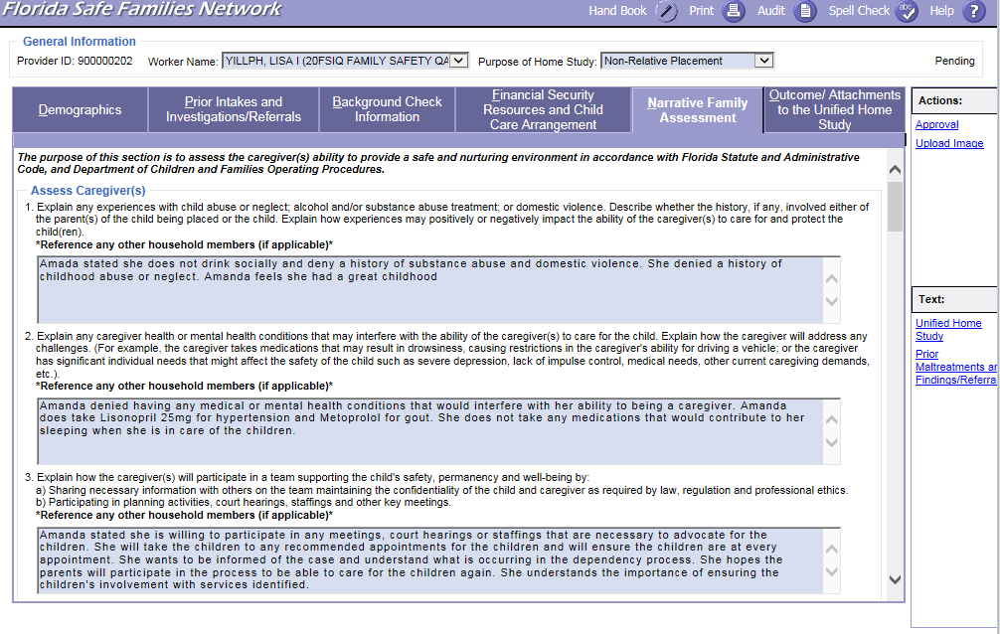 Florida Safe Families Network
Hand Book Print Audit Spell Check Help
General Information
Provider ID: 900000202 Worker Name: YILLPH, LISA I (20FSIQ FAMILY SAFETY QA Purpose of Home Study: Non-Relative Placement Pending
Demographics
Prior Intakes and
Investigations/Referrals
Background Check
Information
Financial Security
Resources and Child
Care Arrangement
Narrative Family
Assessment
Outcome/ Attachments
to the Unified Home
Study
Actions:
Approval
Upload Image
The purpose of this section is to assess the caregiver(s) ability to provide a safe and nurturing environment in accordance with Florida Statute and Administrative
Code, and Department of Children and Families Operating Procedures.
Assess Caregiver(s)
1. Explain any experiences with child abuse or neglect; alcohol and/or substance abuse treatment; or domestic violence. Describe whether the history, if any, involved either of
the parent(s) of the child being placed or the child. Explain how experiences may positively or negatively impact the ability of the caregiver(s) to care for and protect the
child(ren).
*Reference any other household members (if applicable)*
Amada stated she does not drink socially and deny a history of substance abuse and domestic violence. She denied a history of
childhood abuse or neglect. Amanda feels she had a great childhood
2. Explain any caregiver health or mental health conditions that may interfere with the ability of the caregiver(s) to care for the child. Explain how the caregiver will address any
challenges. (For example, the caregiver takes medications that may result in drowsiness, causing restrictions in the caregiver's ability for driving a vehicle; or the caregiver
has significant individual needs that might affect the safety of the child such as severe depression, lack of impulse control, medical needs, other current caregiving demands,
etc.).
*Reference any other household members (if applicable)*
Amanda denied having any medical or mental health conditions that would interfere with her ability to being a caregiver. Amanda
does take Lisonopril 25mg for hypertension and Metoprolol for gout. She does not take any medications that would contribute to her
sleeping when she is in care of the children.
3. Explain how the caregiver(s) will participate in a team supporting the child's safety, permanency and well-being by:
a) Sharing necessary information with others on the team maintaining the confidentiality of the child and caregiver as required by law, regulation and professional ethics.
b) Participating in planning activities, court hearings, staffings and other key meetings.
*Reference any other household members (if applicable)*
Amanda stated she is willing to participate in any meetings, court hearings or staffings that are necessary to advocate for the
children. She will take the children to any recommended appointments for the children and will ensure the children are at every
appointment. She wants to be informed of the case and understand what is occurring in the dependency process. She hopes the
parents will participate in the process to be able to care for the children again. She understands the importance of ensuring the
children's involvement with services identified.
Text:
Unified Home
Study
Prior
Maltreatments an
Findings/Referra